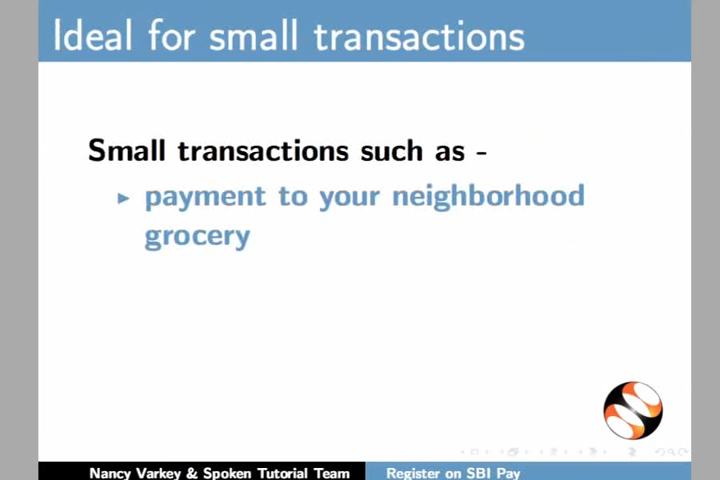 Ideal for small transactions
Small transactions such as -
payment to your neighborhood
grocery
Nancy Varkey & Spoken Tutorial Team
Register on SBI Pay